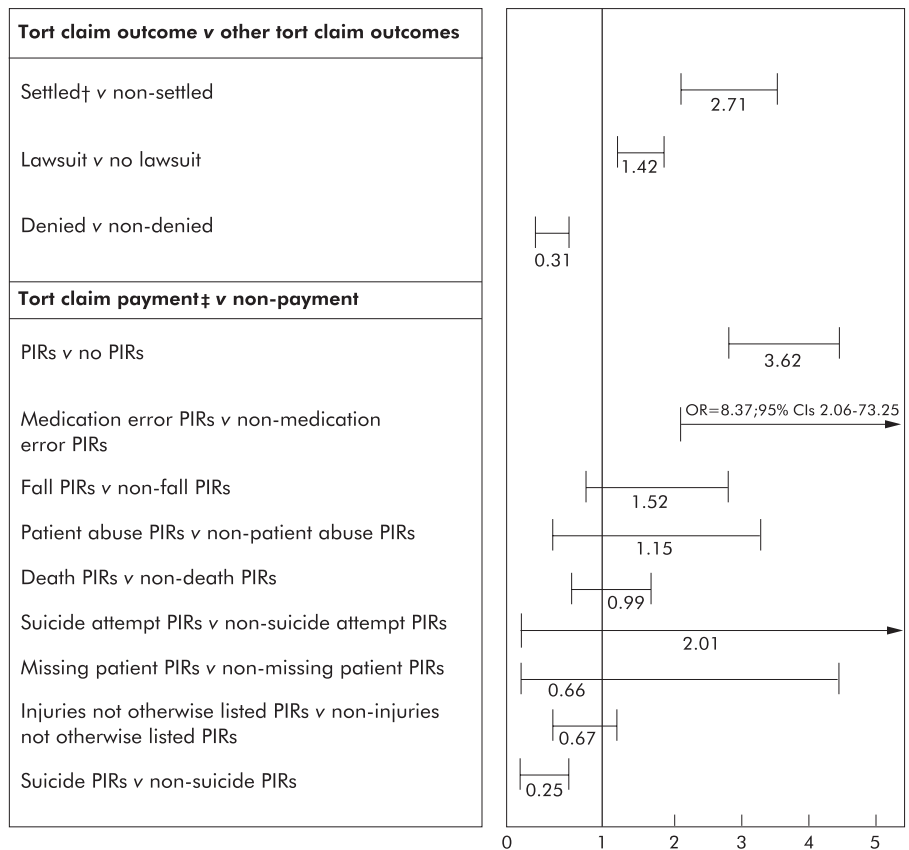 Tort claim outcome v other tort claim outcomes
Settled† v non-settled
2.71
Lawsuit v no lawsuit
1.42
Denied v non-denied
0.31
Tort claim payment‡ v non-payment
PIRs v no PIRs
3.62
Medication error PIRs v non-medication
error PIRs
OR=8.37;95% CIs 2.06-73.25
Fall PIRs v non-fall PIRs
1.52
Patient abuse PIRs v non-patient abuse PIRs
1.15
Death PIRs v non-death PIRs
0.99
Suicide attempt PIRs v non-suicide attempt PIRs
2.01
Missing patient PIRs v non-missing patient PIRs
0.66
Injuries not otherwise listed PIRs v non-injuries
not otherwise listed PIRs
0.67
Suicide PIRs v non-suicide PIRs
0.25
0 1 2 3 4 5